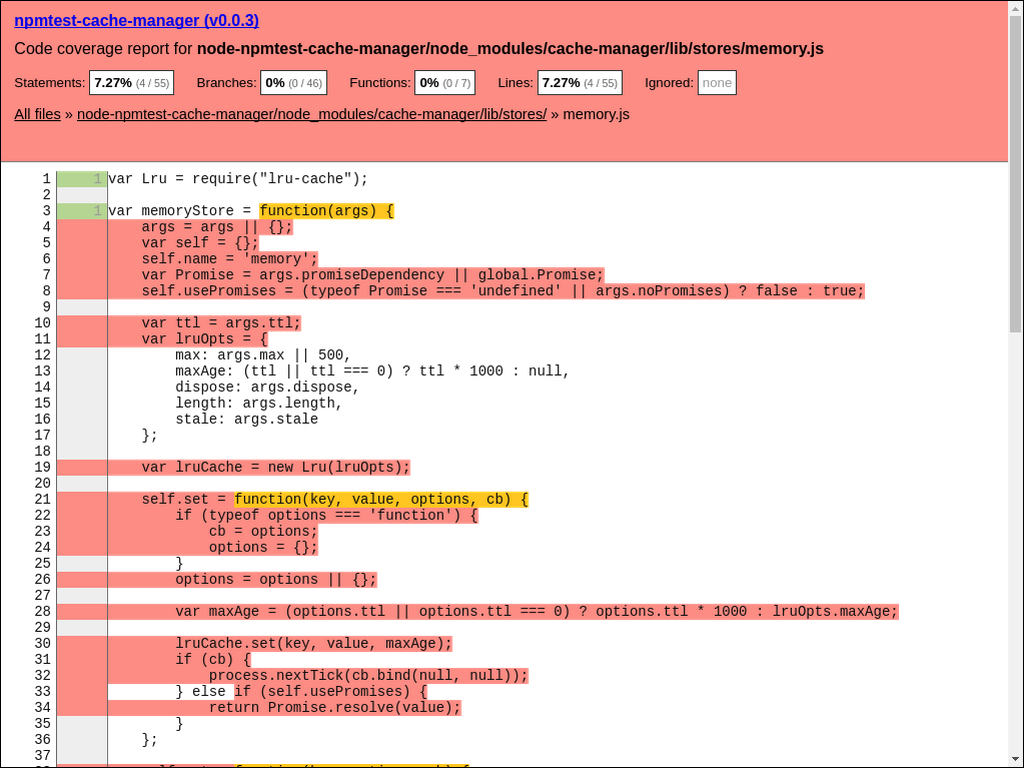 npmtest-cache-manager (v0.0.3)
Code coverage report for node-npmtest-cache-manager/node_modules/cache-manager/lib/stores/memory.js
Statements: 7.27% (4 / 55) Branches: 0% (0 / 46) Functions: 0% (0 / 7) Lines: 7.27% (4 / 55) Ignored: none
All files » node-npmtest-cache-manager/node_modules/cache-manager/lib/stores/ » memory.js
1 1 var Lru = require("lru-cache");
2
3 1 var memoryStore = function(args) {
4     args = args || {};
5     var self = {};
6     self.name = 'memory';
7     var Promise = args.promiseDependency || global.Promise;
8     self.usePromises = (typeof Promise === 'undefined' || args.noPromises) ? false : true;
9
10     var ttl = args.ttl;
11     var lruOpts = {
12         max: args.max || 500,
13         maxAge: (ttl || ttl === 0) ? ttl * 1000 : null,
14         dispose: args.dispose,
15         length: args.length,
16         stale: args.stale
17     };
18
19     var lruCache = new Lru(lruOpts);
20
21     self.set = function(key, value, options, cb) {
22         if (typeof options === 'function') {
23             cb = options;
24             options = {};
25         }
26         options = options || {};
27
28         var maxAge = (options.ttl || options.ttl === 0) ? options.ttl * 1000 : lruOpts.maxAge;
29
30         lruCache.set(key, value, maxAge);
31         if (cb) {
32             process.nextTick(cb.bind(null, null));
33         } else if (self.usePromises) {
34             return Promise.resolve(value);
35         }
36     };
37